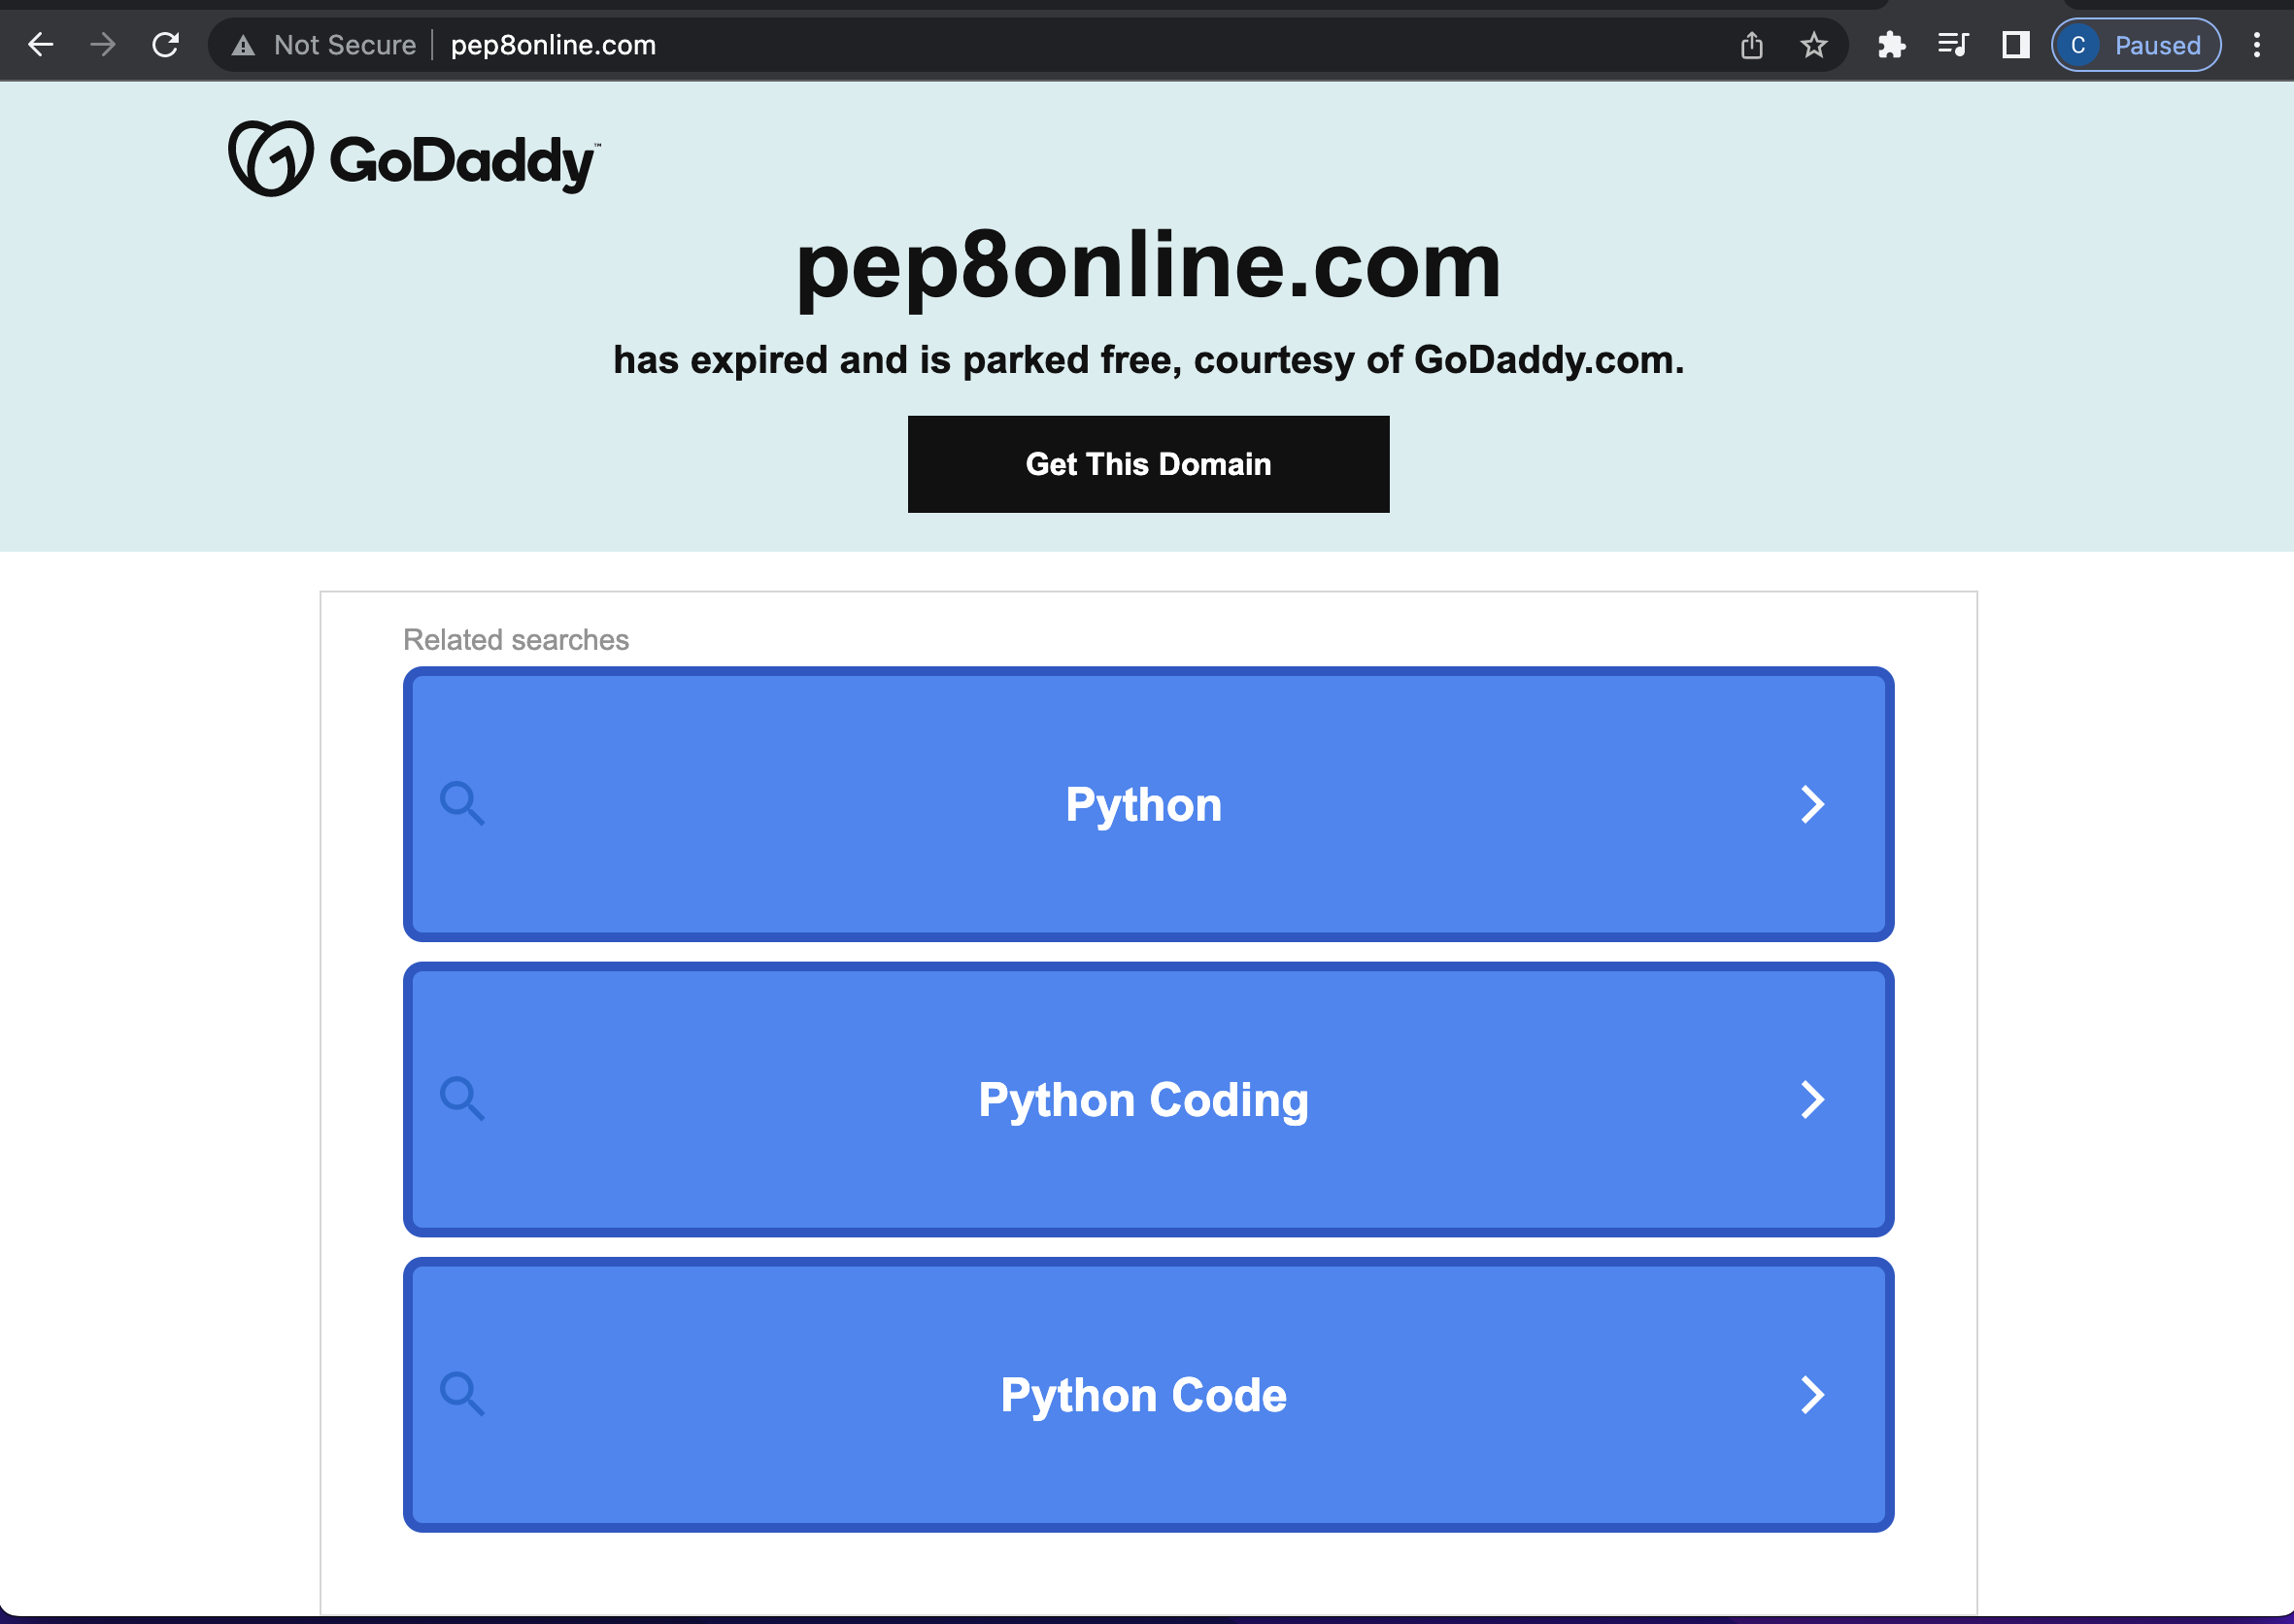 Not Secure | pep8online.com
C Paused
GoDaddy™
pep8online.com
has expired and is parked free, courtesy of GoDaddy.com.
Get This Domain
Related searches
Python
Python Coding
Python Code